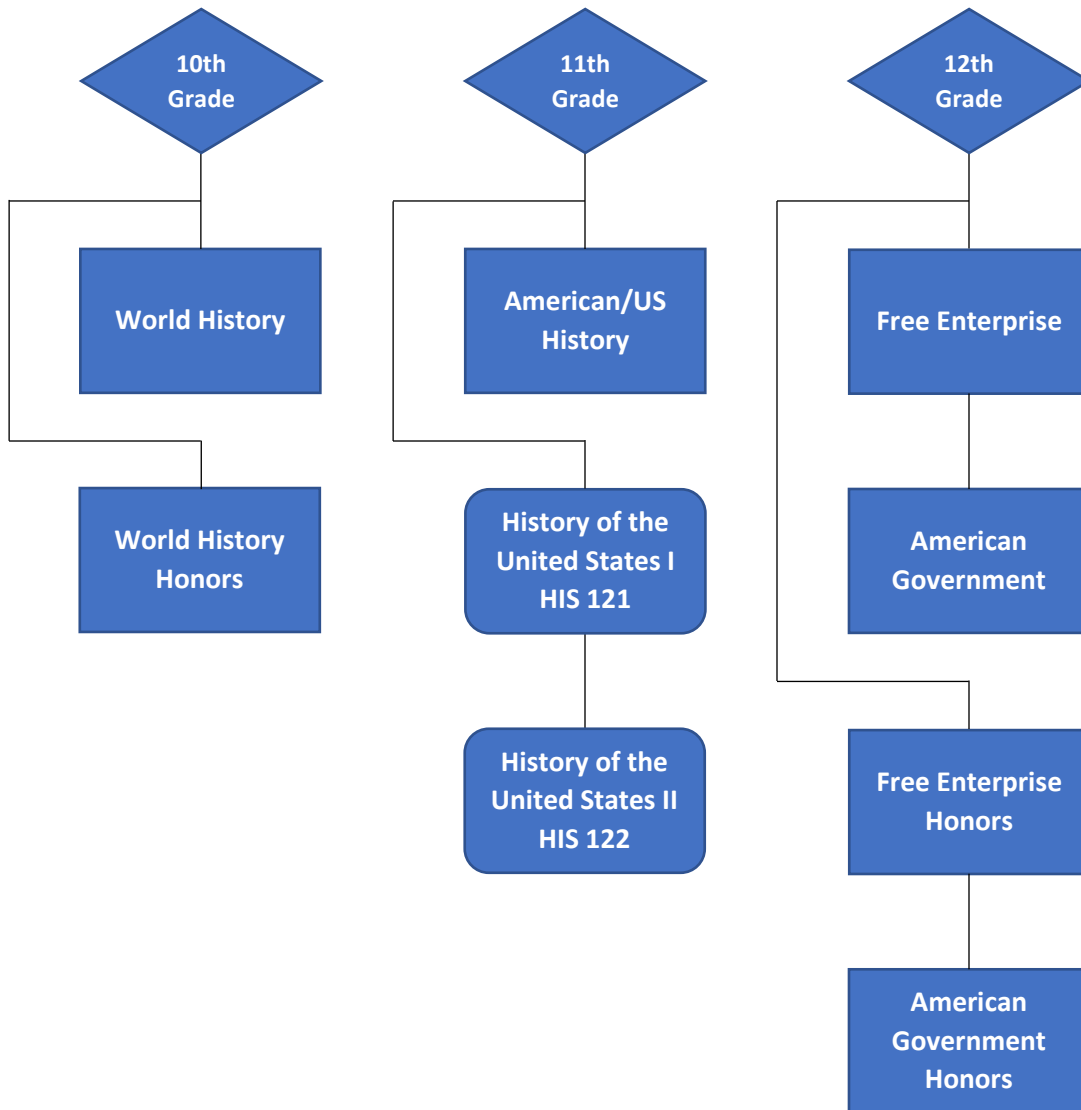 10th
Grade
World History
World History
Honors
11th
Grade
American/US
History
History of the
United States I
HIS 121
History of the
United States II
HIS 122
12th
Grade
Free Enterprise
American
Government
Free Enterprise
Honors
American
Government
Honors